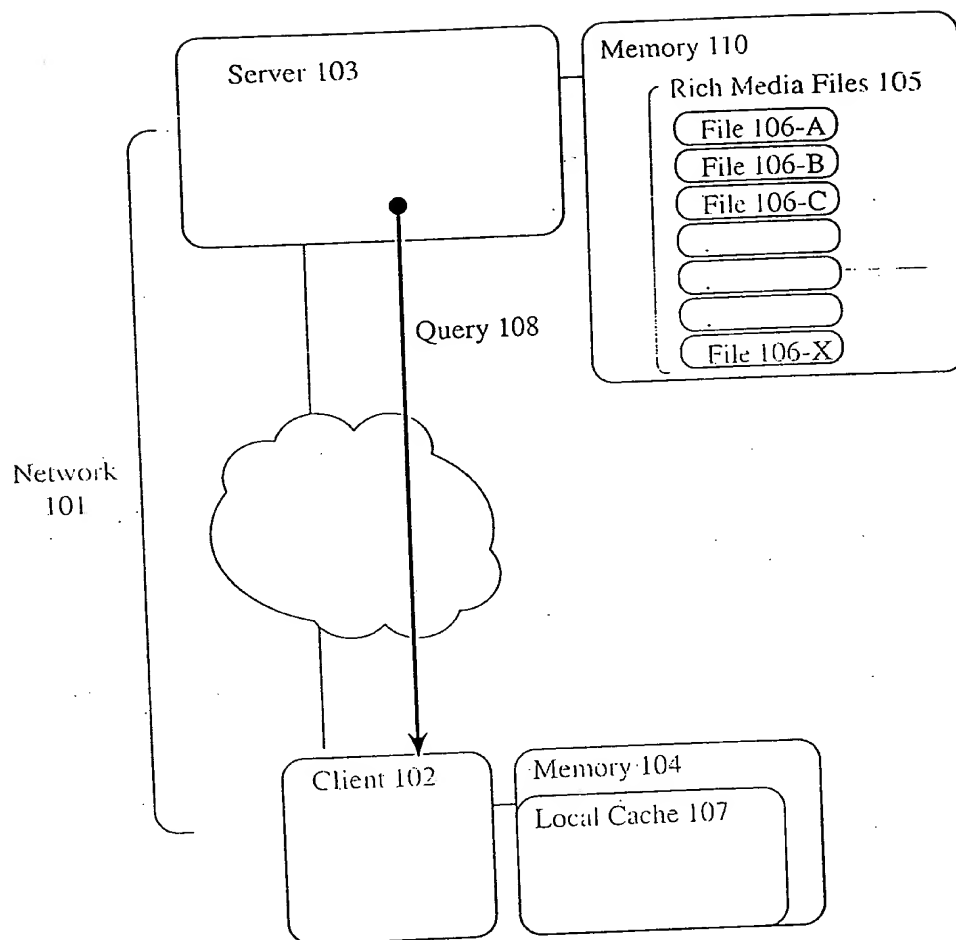 Server 103
Memory 110
Rich Media Files 105
File 106-A
File 106-B
File 106-C
File 106-X
Query 108
Network
101
Client 102
Memory 104
Local Cache 107